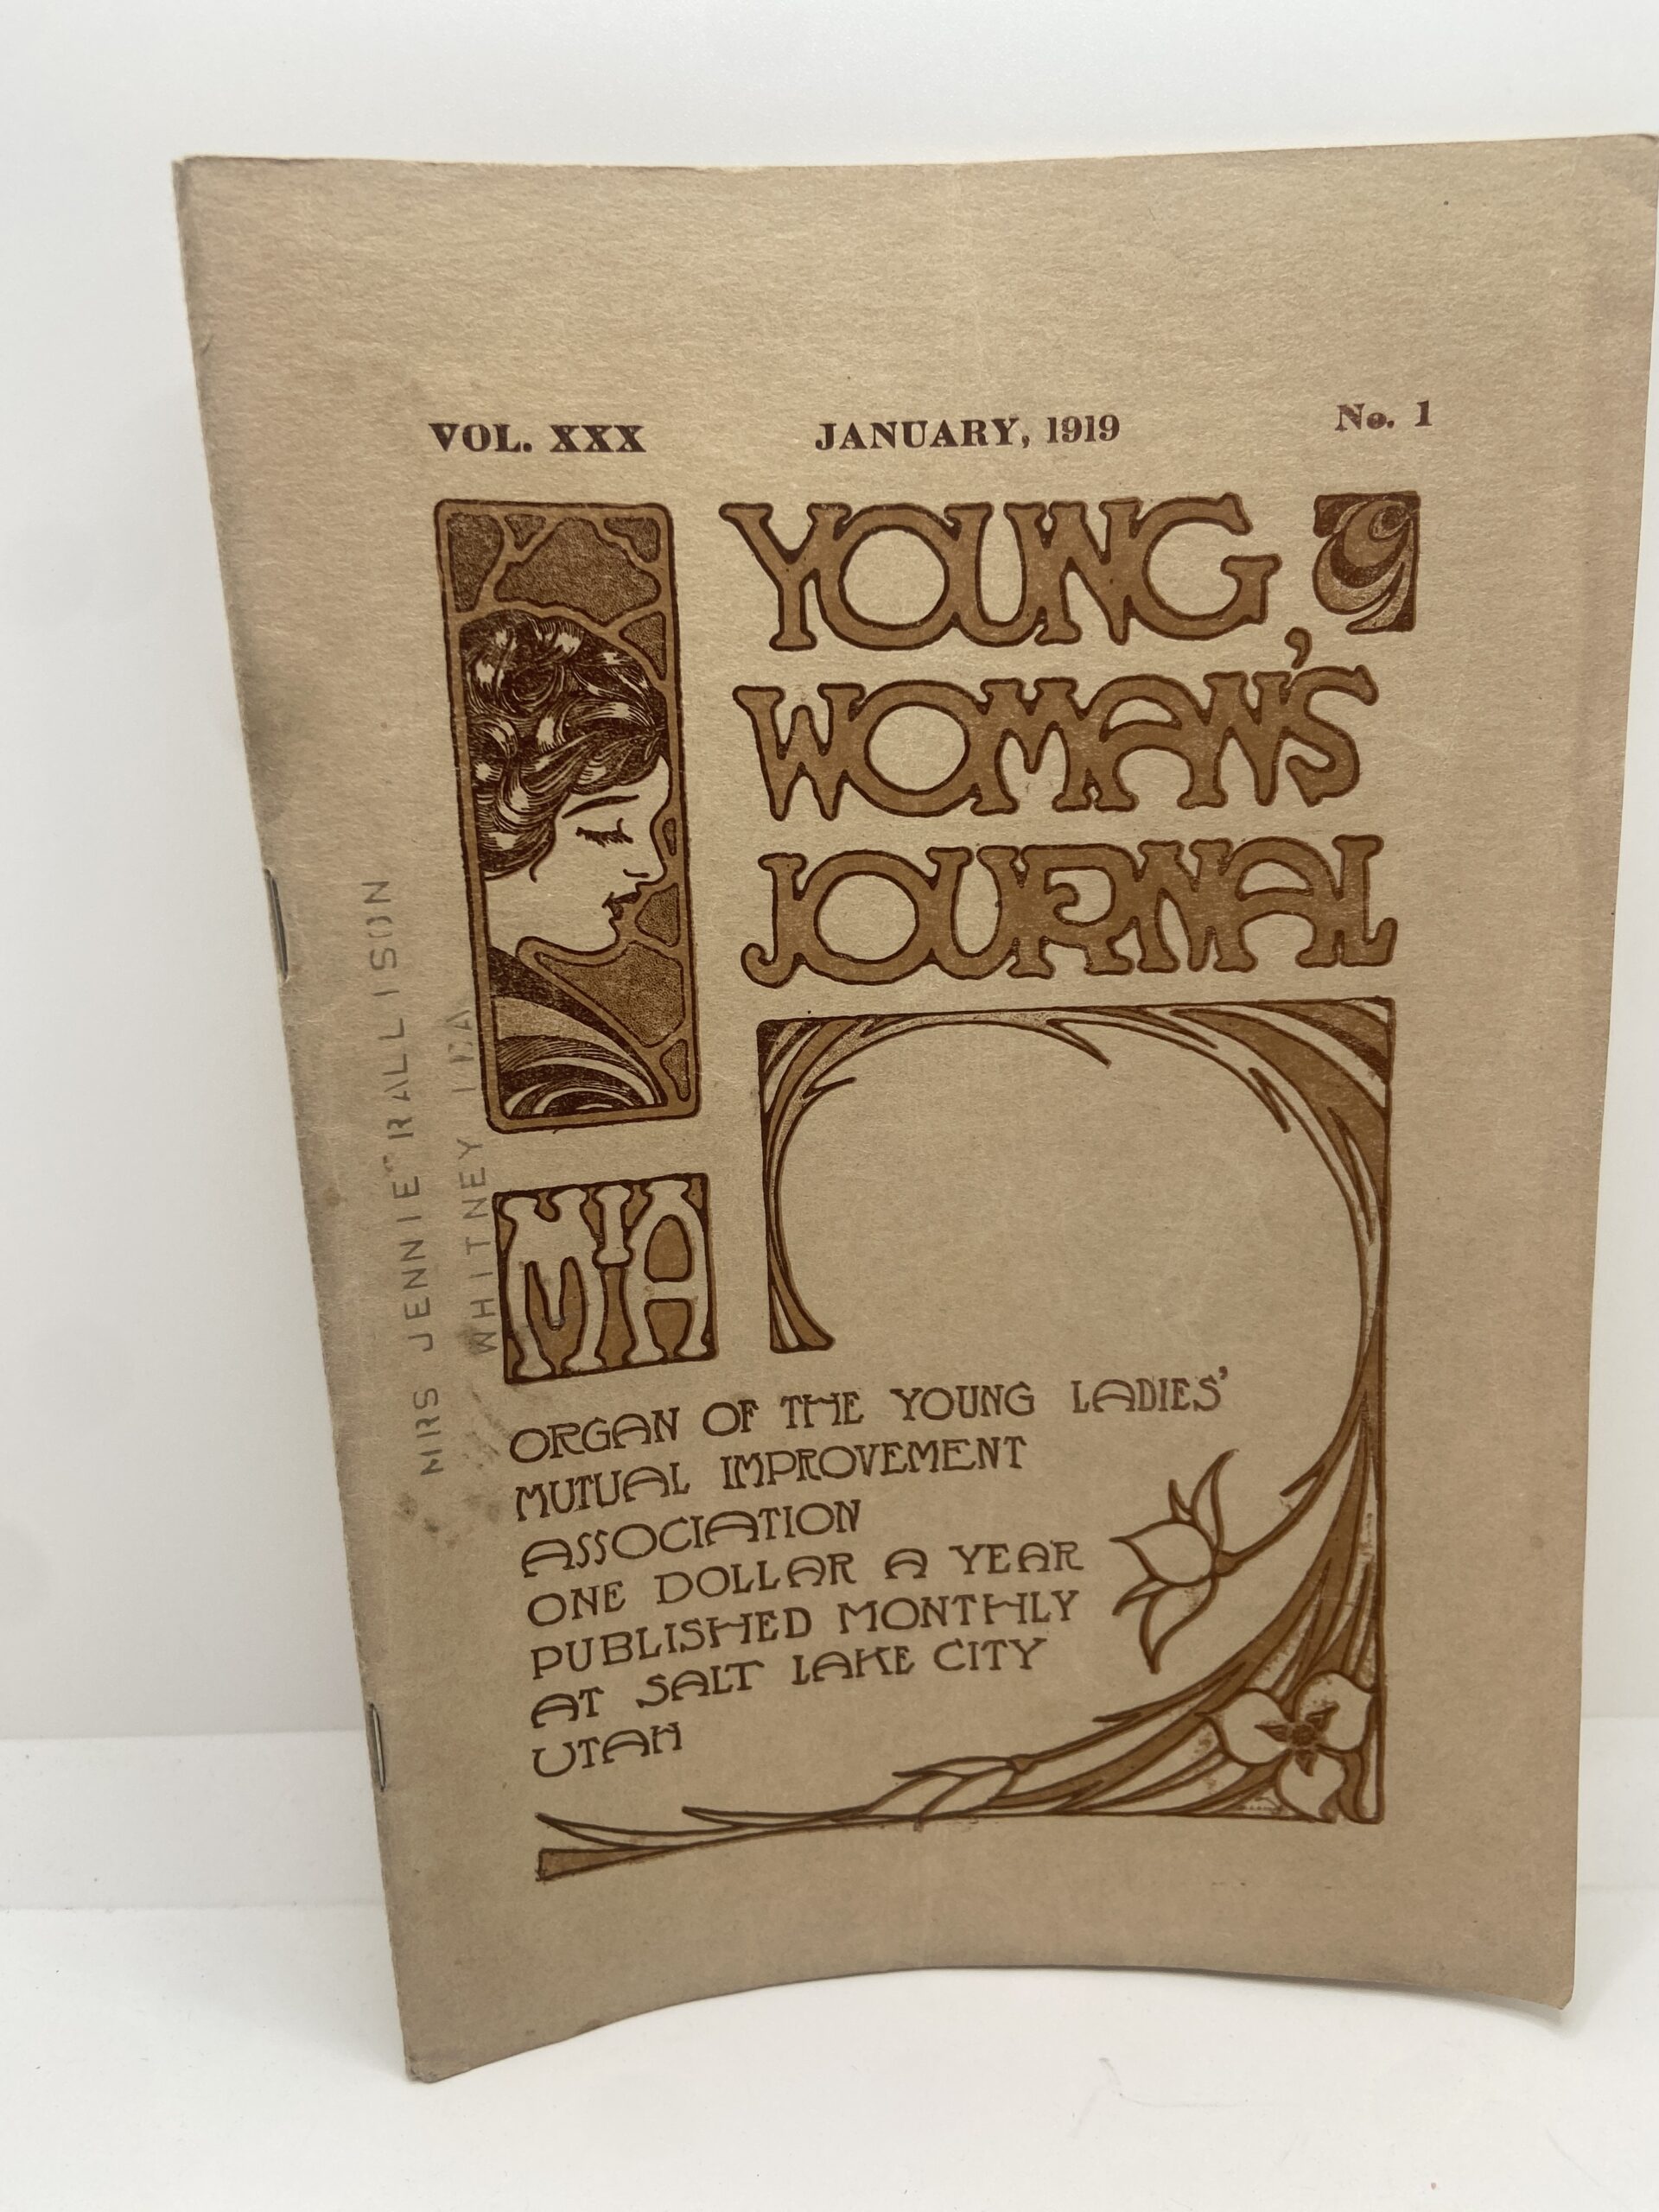 VOL. XXX JANUARY, 1919 No. 1
YOUNG
WOMAN'S
JOURNAL
MIA
ORGAN OF THE YOUNG LADIES'
MUTUAL IMPROVEMENT
ASSOCIATION
ONE DOLLAR A YEAR
PUBLISHED MONTHLY
AT SALT LAKE CITY
UTAH
MRS JENNIE RALLISON
WHITNEY IDA